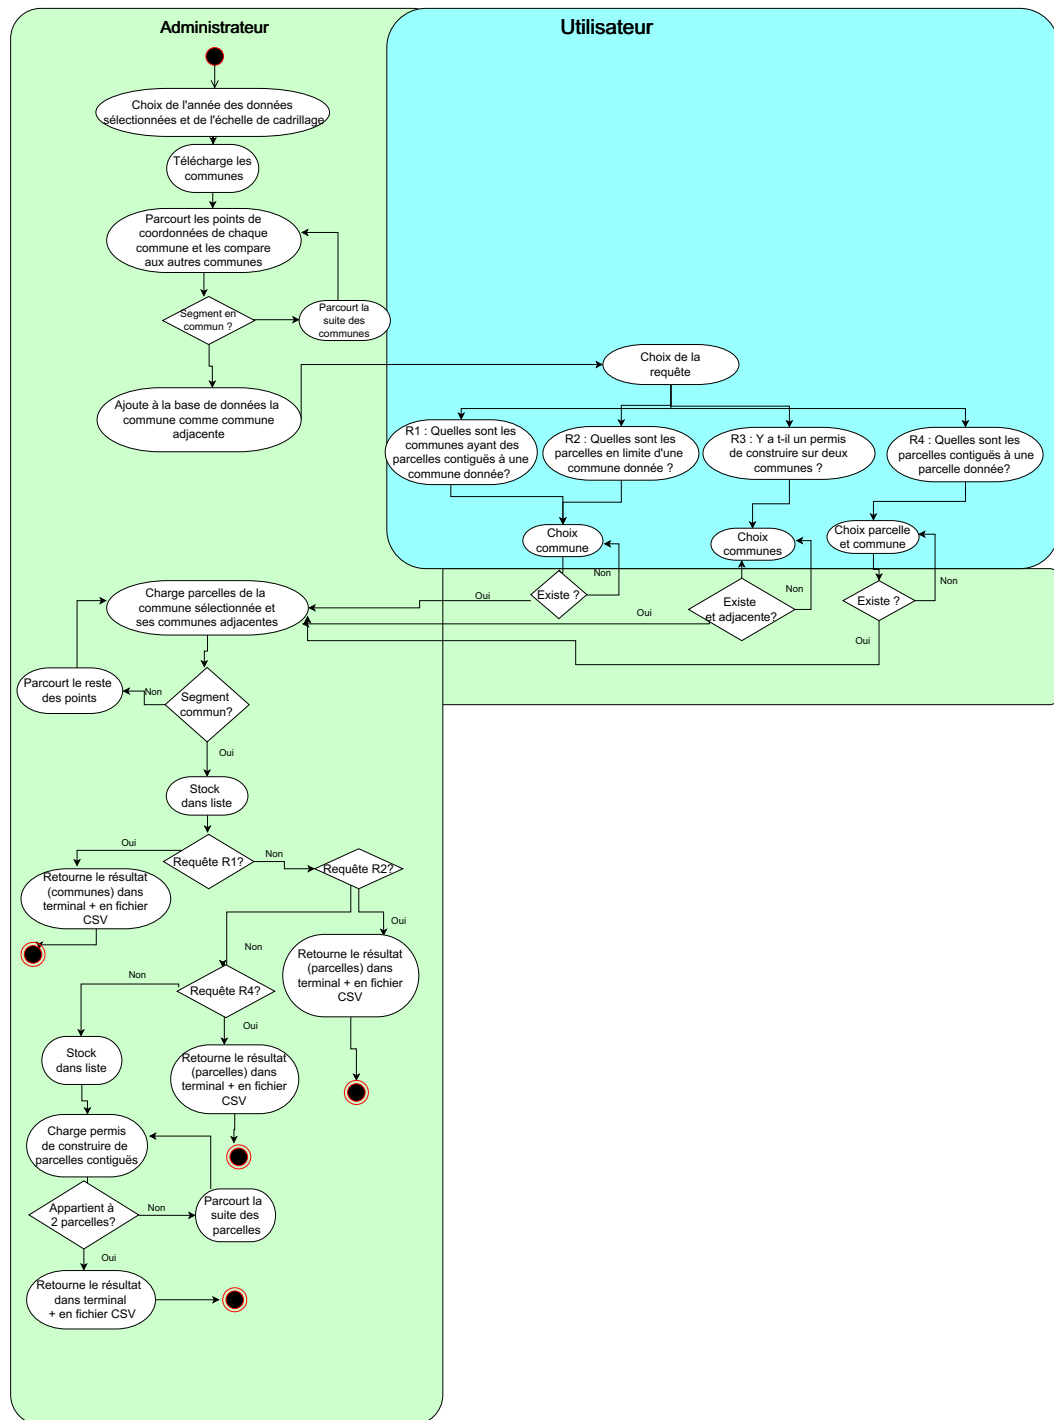 Administrateur
Utilisateur
Choix de l'année des données
sélectionnées et de l'échelle de cadrillage
Télécharge les
communes
Parcourt les points de
coordonnées de chaque
commune et les compare
aux autres communes
Segment en
commun ?
Parcourt la
suite des
communes
Ajoute à la base de données la
commune comme commune
adjacente
Choix de la
requête
R1 : Quelles sont les
communes ayant des
parcelles contiguës à une
commune donnée?
R2 : Quelles sont les
parcelles en limite d'une
commune donnée ?
R3 : Y a t-il un permis
de construire sur deux
communes ?
R4 : Quelles sont les
parcelles contiguës à une
parcelle donnée?
Choix
commune
Choix
communes
Choix parcelle
et commune
Non
Non
Non
Existe ?
Existe
et adjacente?
Existe ?
Oui
Oui
Oui
Charge parcelles de la
commune sélectionnée et
ses communes adjacentes
Parcourt le reste
des points
Non
Segment
commun?
Oui
Stock
dans liste
Oui
Requête R1?
Non
Requête R2?
Retourne le résultat
(communes) dans
terminal + en fichier
CSV
Oui
Non
Retourne le résultat
(parcelles) dans
terminal + en fichier
CSV
Non
Requête R4?
Oui
Stock
dans liste
Retourne le résultat
(parcelles) dans
terminal + en fichier
CSV
Charge permis
de construire de
parcelles contiguës
Appartient à
2 parcelles?
Non
Parcourt la
suite des
parcelles
Oui
Retourne le résultat
dans terminal
+ en fichier CSV